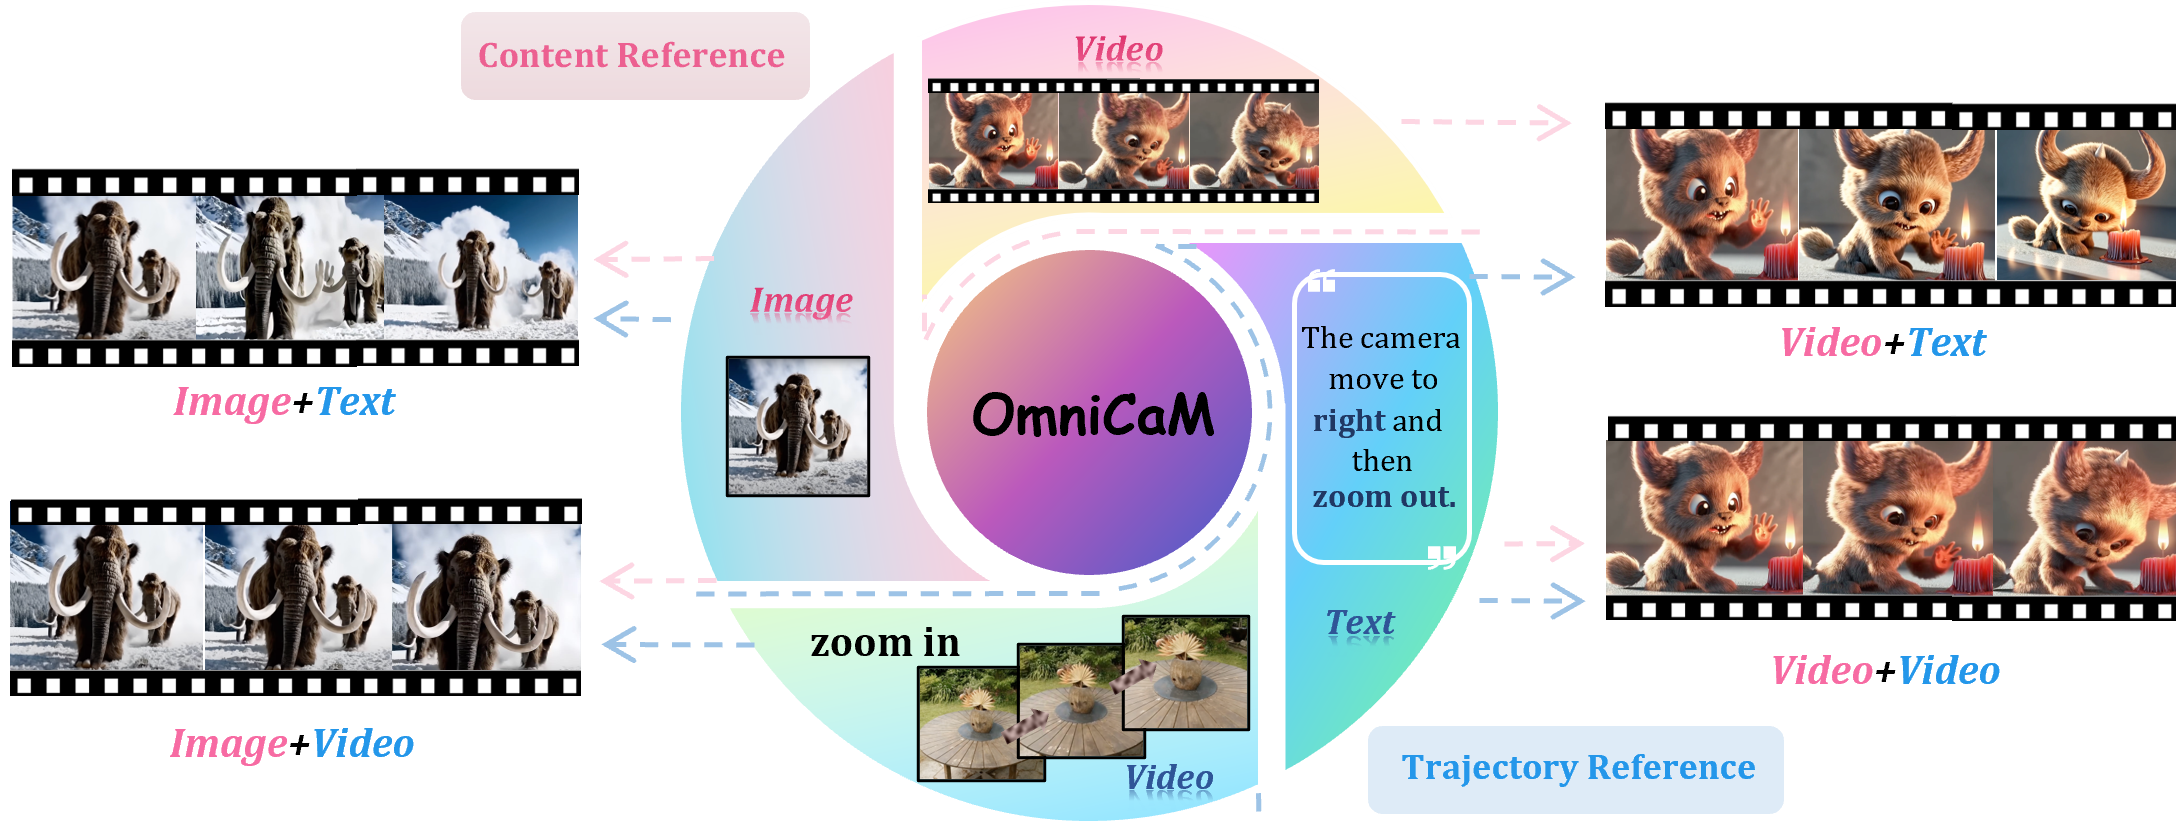 Content Reference
Video
Image
Image+Text
Image+Video
OmniCaM
“
The camera
move to
right and
then
zoom out.
”
Text
zoom in
Video
Video+Text
Video+Video
Trajectory Reference